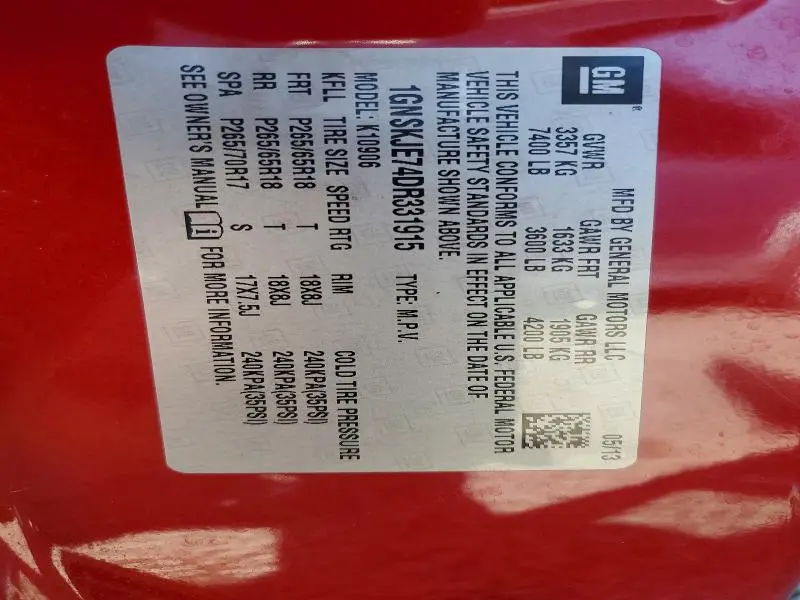 GM ®
MFD BY GENERAL MOTORS LLC 05/13
GVWR GAWR FRT GAWR RR
3357 KG 1633 KG 1905 KG
7400 LB 3600 LB 4200 LB
THIS VEHICLE CONFORMS TO ALL APPLICABLE U.S. FEDERAL MOTOR
VEHICLE SAFETY STANDARDS IN EFFECT ON THE DATE OF
MANUFACTURE SHOWN ABOVE.
1GNSKJE74DR331915 TYPE: M.P.V.
MODEL: K10906
KFLL TIRE SIZE SPEED RTG RIM COLD TIRE PRESSURE
FRT P265/65R18 T 18X8J 240KPA(35PSI)
RR P265/65R18 T 18X8J 240KPA(35PSI)
SPA P265/70R17 S 17X7.5J 240KPA(35PSI)
SEE OWNER'S MANUAL i FOR MORE INFORMATION.